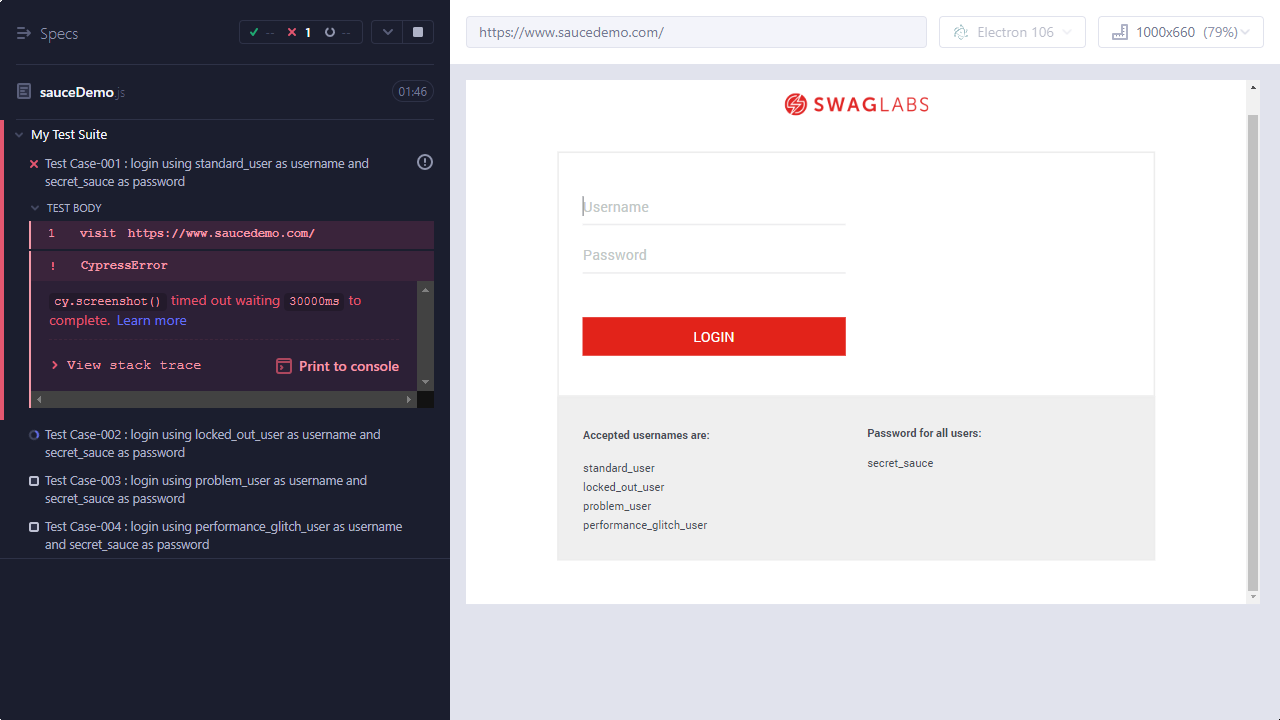 Specs
-- 1 --
sauceDemo.js
01:46
My Test Suite
Test Case-001 : login using standard_user as username and
secret_sauce as password
TEST BODY
1 visit https://www.saucedemo.com/
! CypressError
cy.screenshot() timed out waiting 30000ms to
complete. Learn more
View stack trace
Print to console
Test Case-002 : login using locked_out_user as username and
secret_sauce as password
Test Case-003 : login using problem_user as username and
secret_sauce as password
Test Case-004 : login using performance_glitch_user as username
and secret_sauce as password
https://www.saucedemo.com/
Electron 106
1000x660 (79%)
SWAGLABS
Username
Password
LOGIN
Accepted usernames are:
standard_user
locked_out_user
problem_user
performance_glitch_user
Password for all users:
secret_sauce